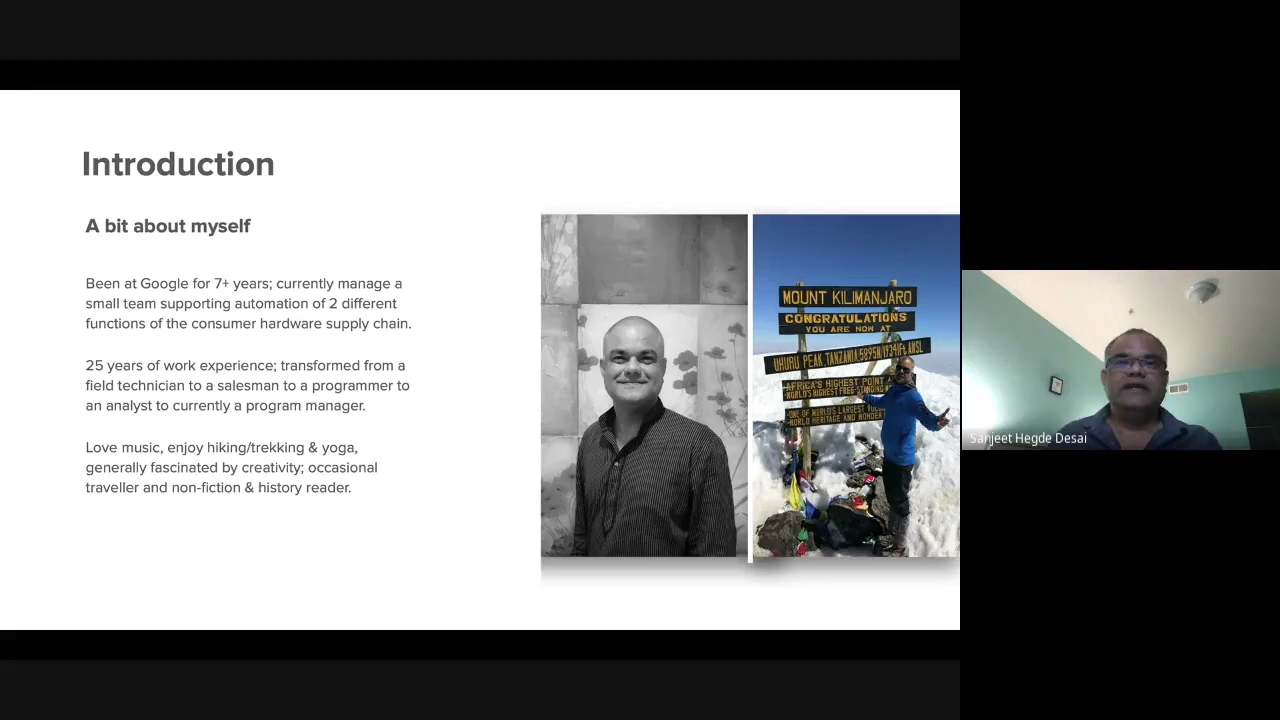 Introduction
A bit about myself
Been at Google for 7+ years; currently manage a
small team supporting automation of 2 different
functions of the consumer hardware supply chain.
25 years of work experience; transformed from a
field technician to a salesman to a programmer to
an analyst to currently a program manager.
Love music, enjoy hiking/trekking & yoga,
generally fascinated by creativity; occasional
traveller and non-fiction & history reader.
MOUNT KILIMANJARO
CONGRATULATIONS
YOU ARE NOW AT
UHURU PEAK, TANZANIA, 5895M/19341Ft. AMSL
AFRICA'S HIGHEST POINT
WORLD'S HIGHEST FREE-STANDING
ONE OF WORLD'S LARGEST
WORLD HERITAGE AND WONDER
Sanjeet Hegde Desai